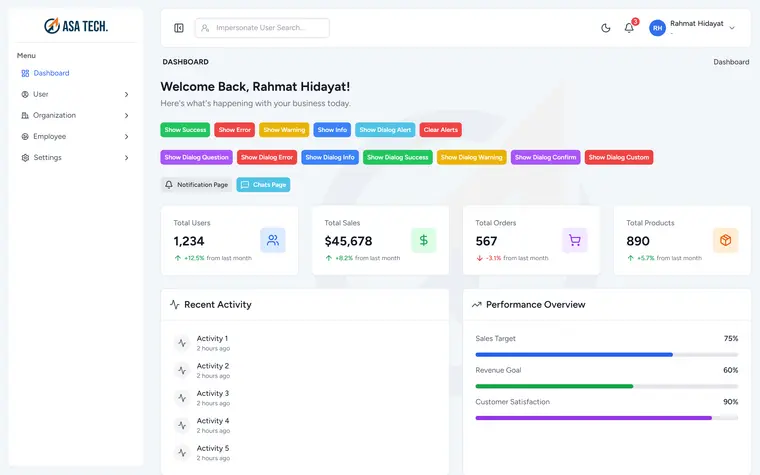 ASA TECH.
Menu
Dashboard
User
Organization
Employee
Settings
Impersonate User Search...
3
RH
Rahmat Hidayat
-
DASHBOARD
Dashboard
Welcome Back, Rahmat Hidayat!
Here's what's happening with your business today.
Show Success Show Error Show Warning Show Info Show Dialog Alert Clear Alerts
Show Dialog Question Show Dialog Error Show Dialog Info Show Dialog Success Show Dialog Warning Show Dialog Confirm Show Dialog Custom
Notification Page Chats Page
Total Users
1,234
+12.5% from last month
Total Sales
$45,678
+8.2% from last month
Total Orders
567
-3.1% from last month
Total Products
890
+5.7% from last month
Recent Activity
Activity 1
2 hours ago
Activity 2
2 hours ago
Activity 3
2 hours ago
Activity 4
2 hours ago
Activity 5
2 hours ago
Performance Overview
Sales Target 75%
Revenue Goal 60%
Customer Satisfaction 90%